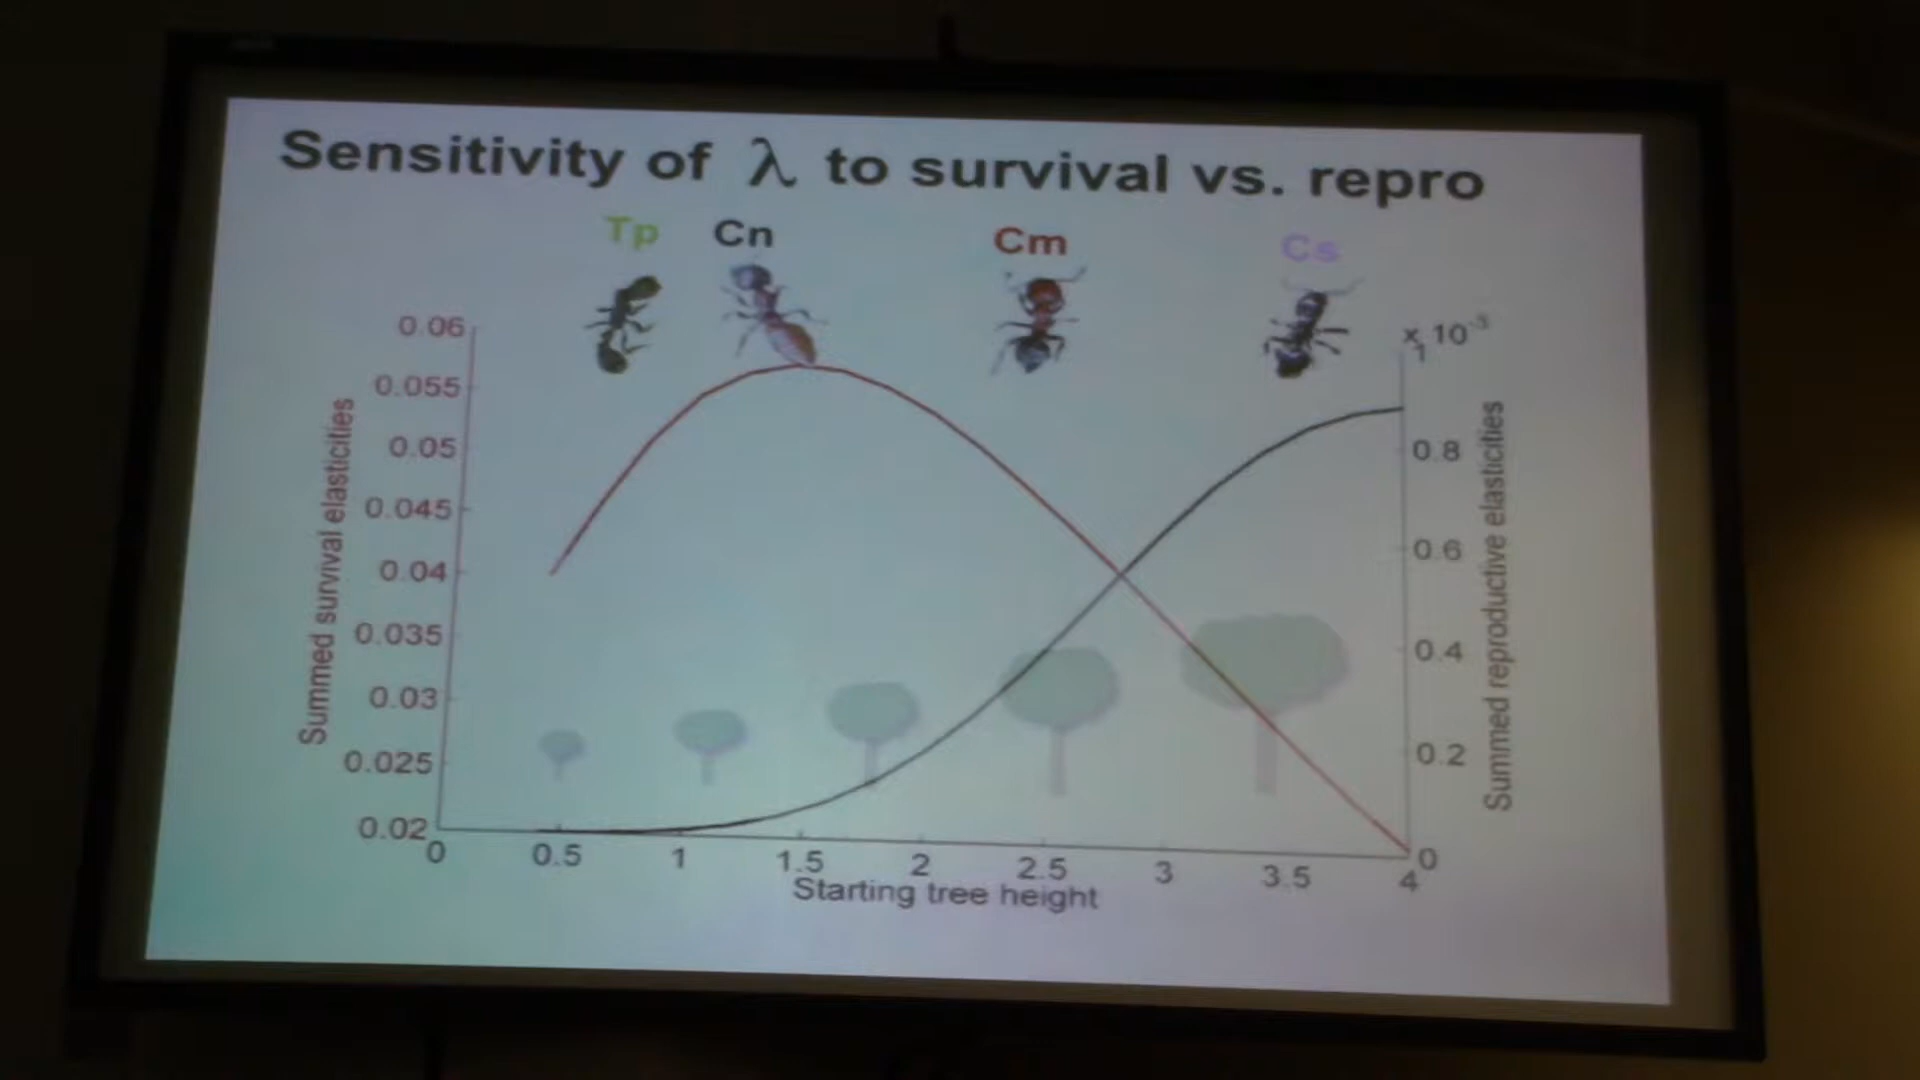 Sensitivity of λ to survival vs. repro
Tp Cn Cm Cs
x 10-3
0.06
0.055
0.05
0.045
0.04
0.035
0.03
0.025
0.02
Summed survival elasticities
1
0.8
0.6
0.4
0.2
0
Summed reproductive elasticities
0 0.5 1 1.5 2 2.5 3 3.5 4
Starting tree height